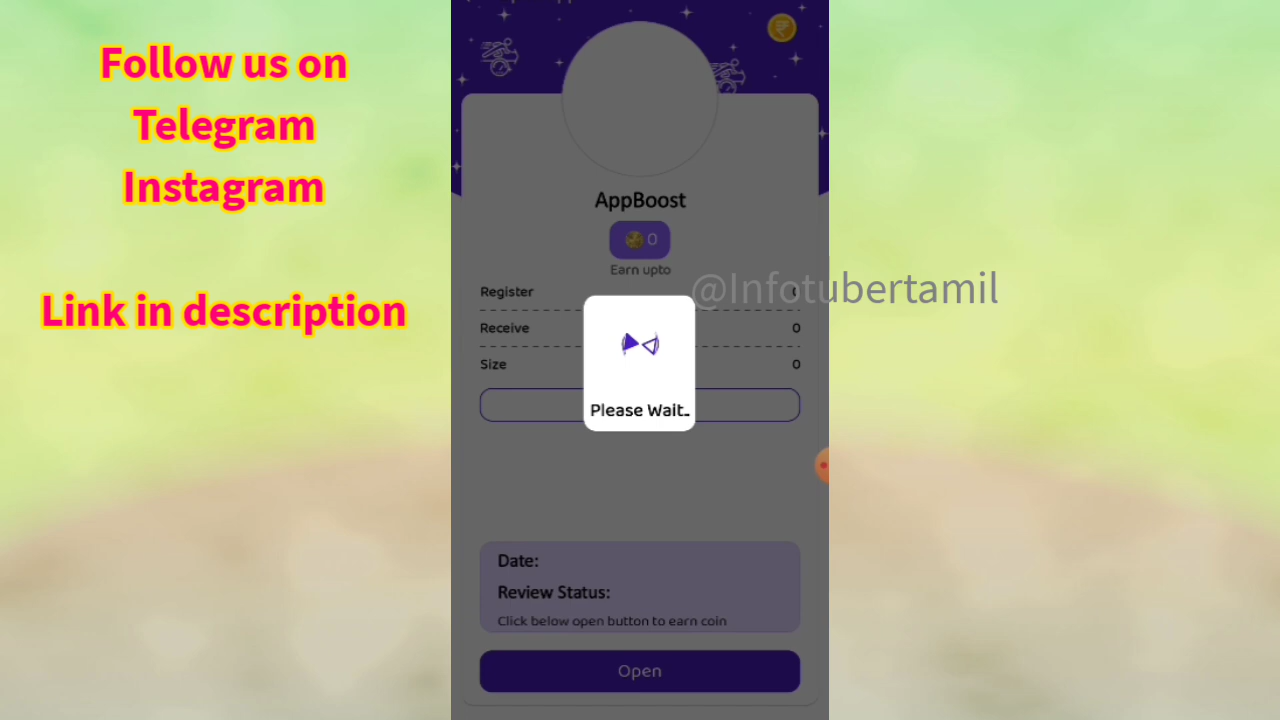 Follow us on
Telegram
Instagram
Link in description
AppBoost
0
Earn upto
@Infotubertamil
Register
Receive 0
Size 0
Please Wait..
Date:
Review Status:
Click below open button to earn coin
Open